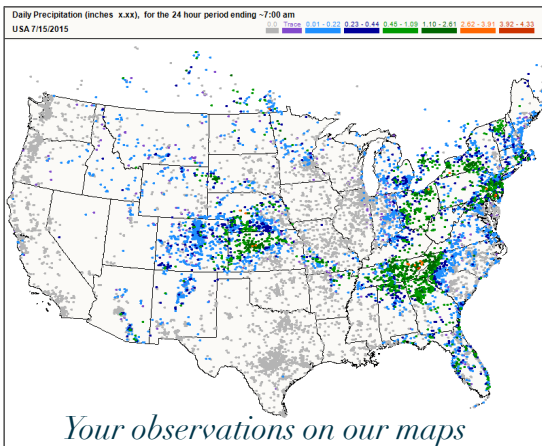 Daily Precipitation (inches x.xx), for the 24 hour period ending ~7:00 am
USA 7/15/2015
0.0 Trace 0.01 - 0.22 0.23 - 0.44 0.45 - 1.09 1.10 - 2.61 2.62 - 3.91 3.92 - 4.33
Your observations on our maps